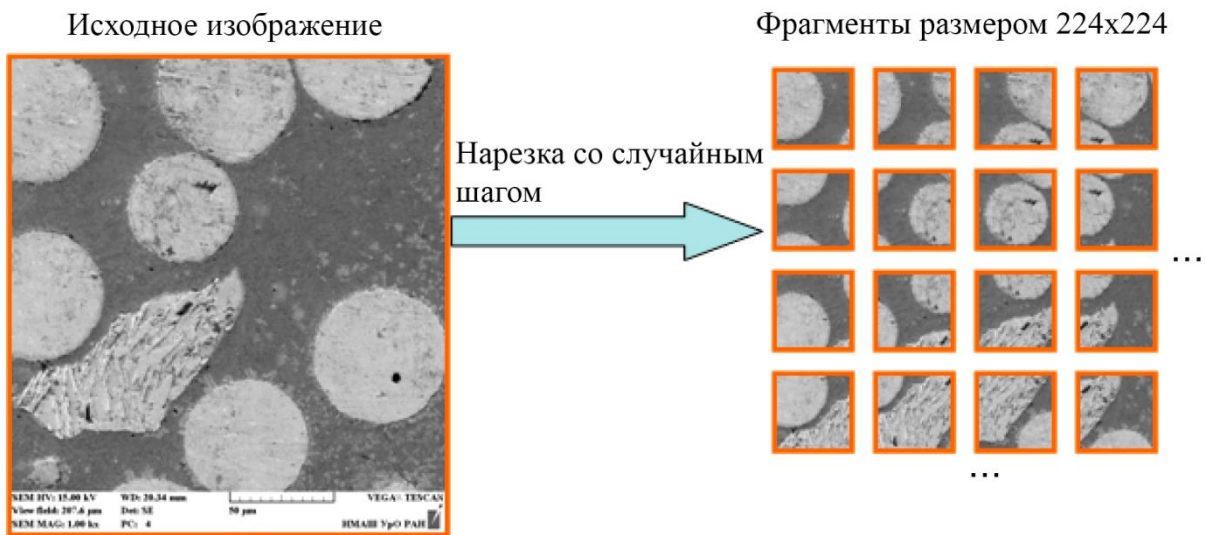 Исходное изображение
Фрагменты размером 224x224
Нарезка со случайным
шагом
...
...
SEM HV: 15.00 kV WD: 20.34 mm VEGA\\ TESCAN
View field: 207.6 µm Det: SE 50 µm
SEM MAG: 1.00 kx PC: 4 ИМАШ УрО РАН